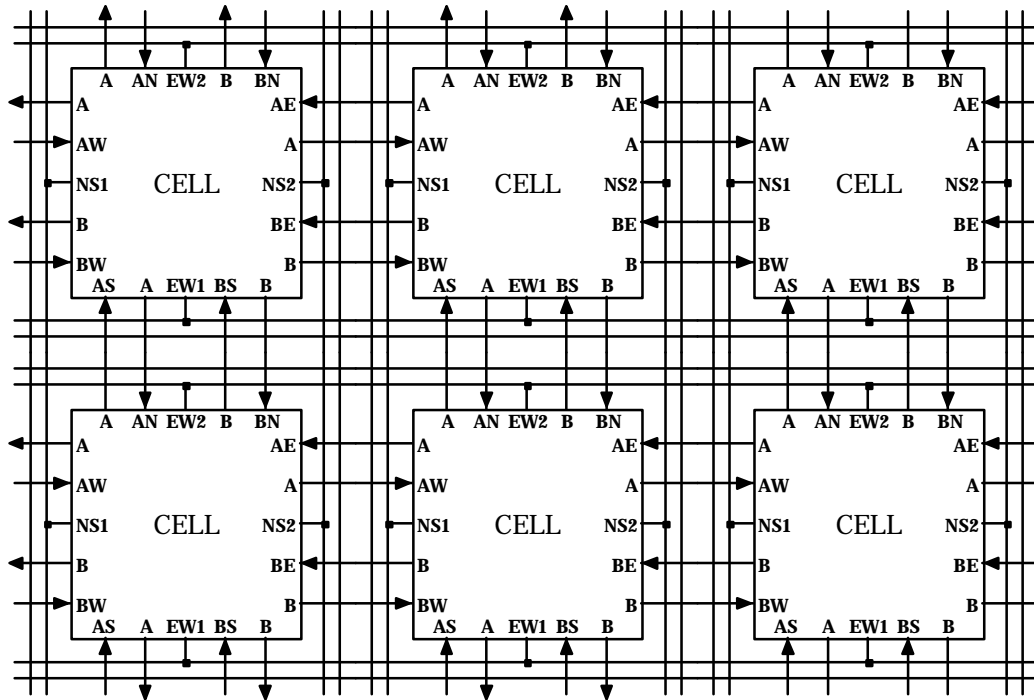 A AN EW2 B BN A AN EW2 B BN A AN EW2 B BN
A AE A AE A AE
AW A AW A AW A
NS1 CELL NS2 NS1 CELL NS2 NS1 CELL NS2
B BE B BE B BE
BW B BW B BW B
AS A EW1 BS B AS A EW1 BS B AS A EW1 BS B
A AN EW2 B BN A AN EW2 B BN A AN EW2 B BN
A AE A AE A AE
AW A AW A AW A
NS1 CELL NS2 NS1 CELL NS2 NS1 CELL NS2
B BE B BE B BE
BW B BW B BW B
AS A EW1 BS B AS A EW1 BS B AS A EW1 BS B